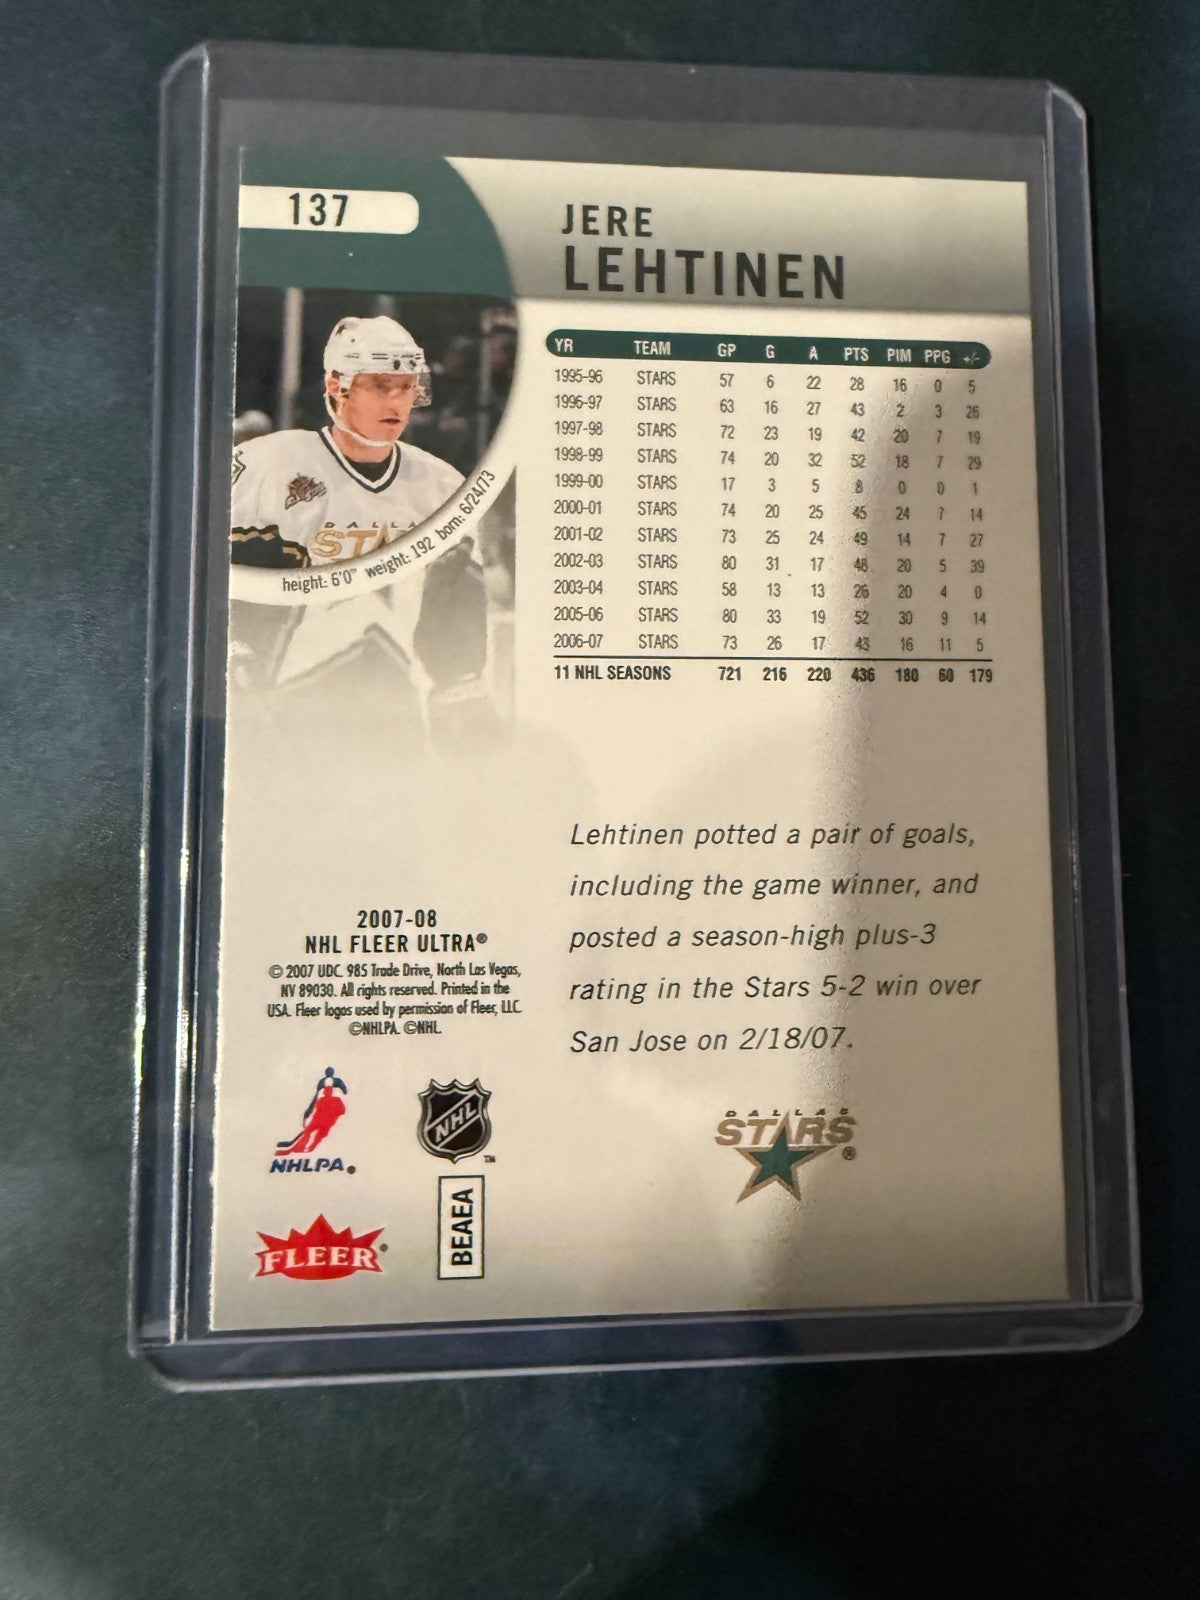 137
JERE
LEHTINEN
YR TEAM GP G A PTS PIM PPG +/-
1995-96 STARS 57 6 22 28 16 0 5
1996-97 STARS 63 16 27 43 2 3 26
1997-98 STARS 72 23 19 42 20 7 19
1998-99 STARS 74 20 32 52 18 7 29
1999-00 STARS 17 3 5 8 0 0 1
2000-01 STARS 74 20 25 45 24 7 14
2001-02 STARS 73 25 24 49 14 7 27
2002-03 STARS 80 31 17 48 20 5 39
2003-04 STARS 58 13 13 26 20 4 0
2005-06 STARS 80 33 19 52 30 9 14
2006-07 STARS 73 26 17 43 16 11 5
11 NHL SEASONS 721 216 220 436 180 60 179
DALLA
STA
height: 6'0" weight: 192 born: 6/24/73
Lehtinen potted a pair of goals,
including the game winner, and
posted a season-high plus-3
rating in the Stars 5-2 win over
San Jose on 2/18/07.
2007-08
NHL FLEER ULTRA®
© 2007 UDC. 985 Trade Drive, North Las Vegas,
NV 89030. All rights reserved. Printed in the
USA. Fleer logos used by permission of Fleer, LLC.
©NHLPA. ©NHL.
NHLPA®
NHL™
DALLAS
STARS®
BEAEA
FLEER®